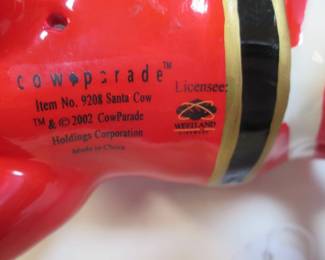 cowparade™
Item No. 9208 Santa Cow
TM & © 2002 CowParade
Holdings Corporation
Made in China
Licensee:
WESTLAND